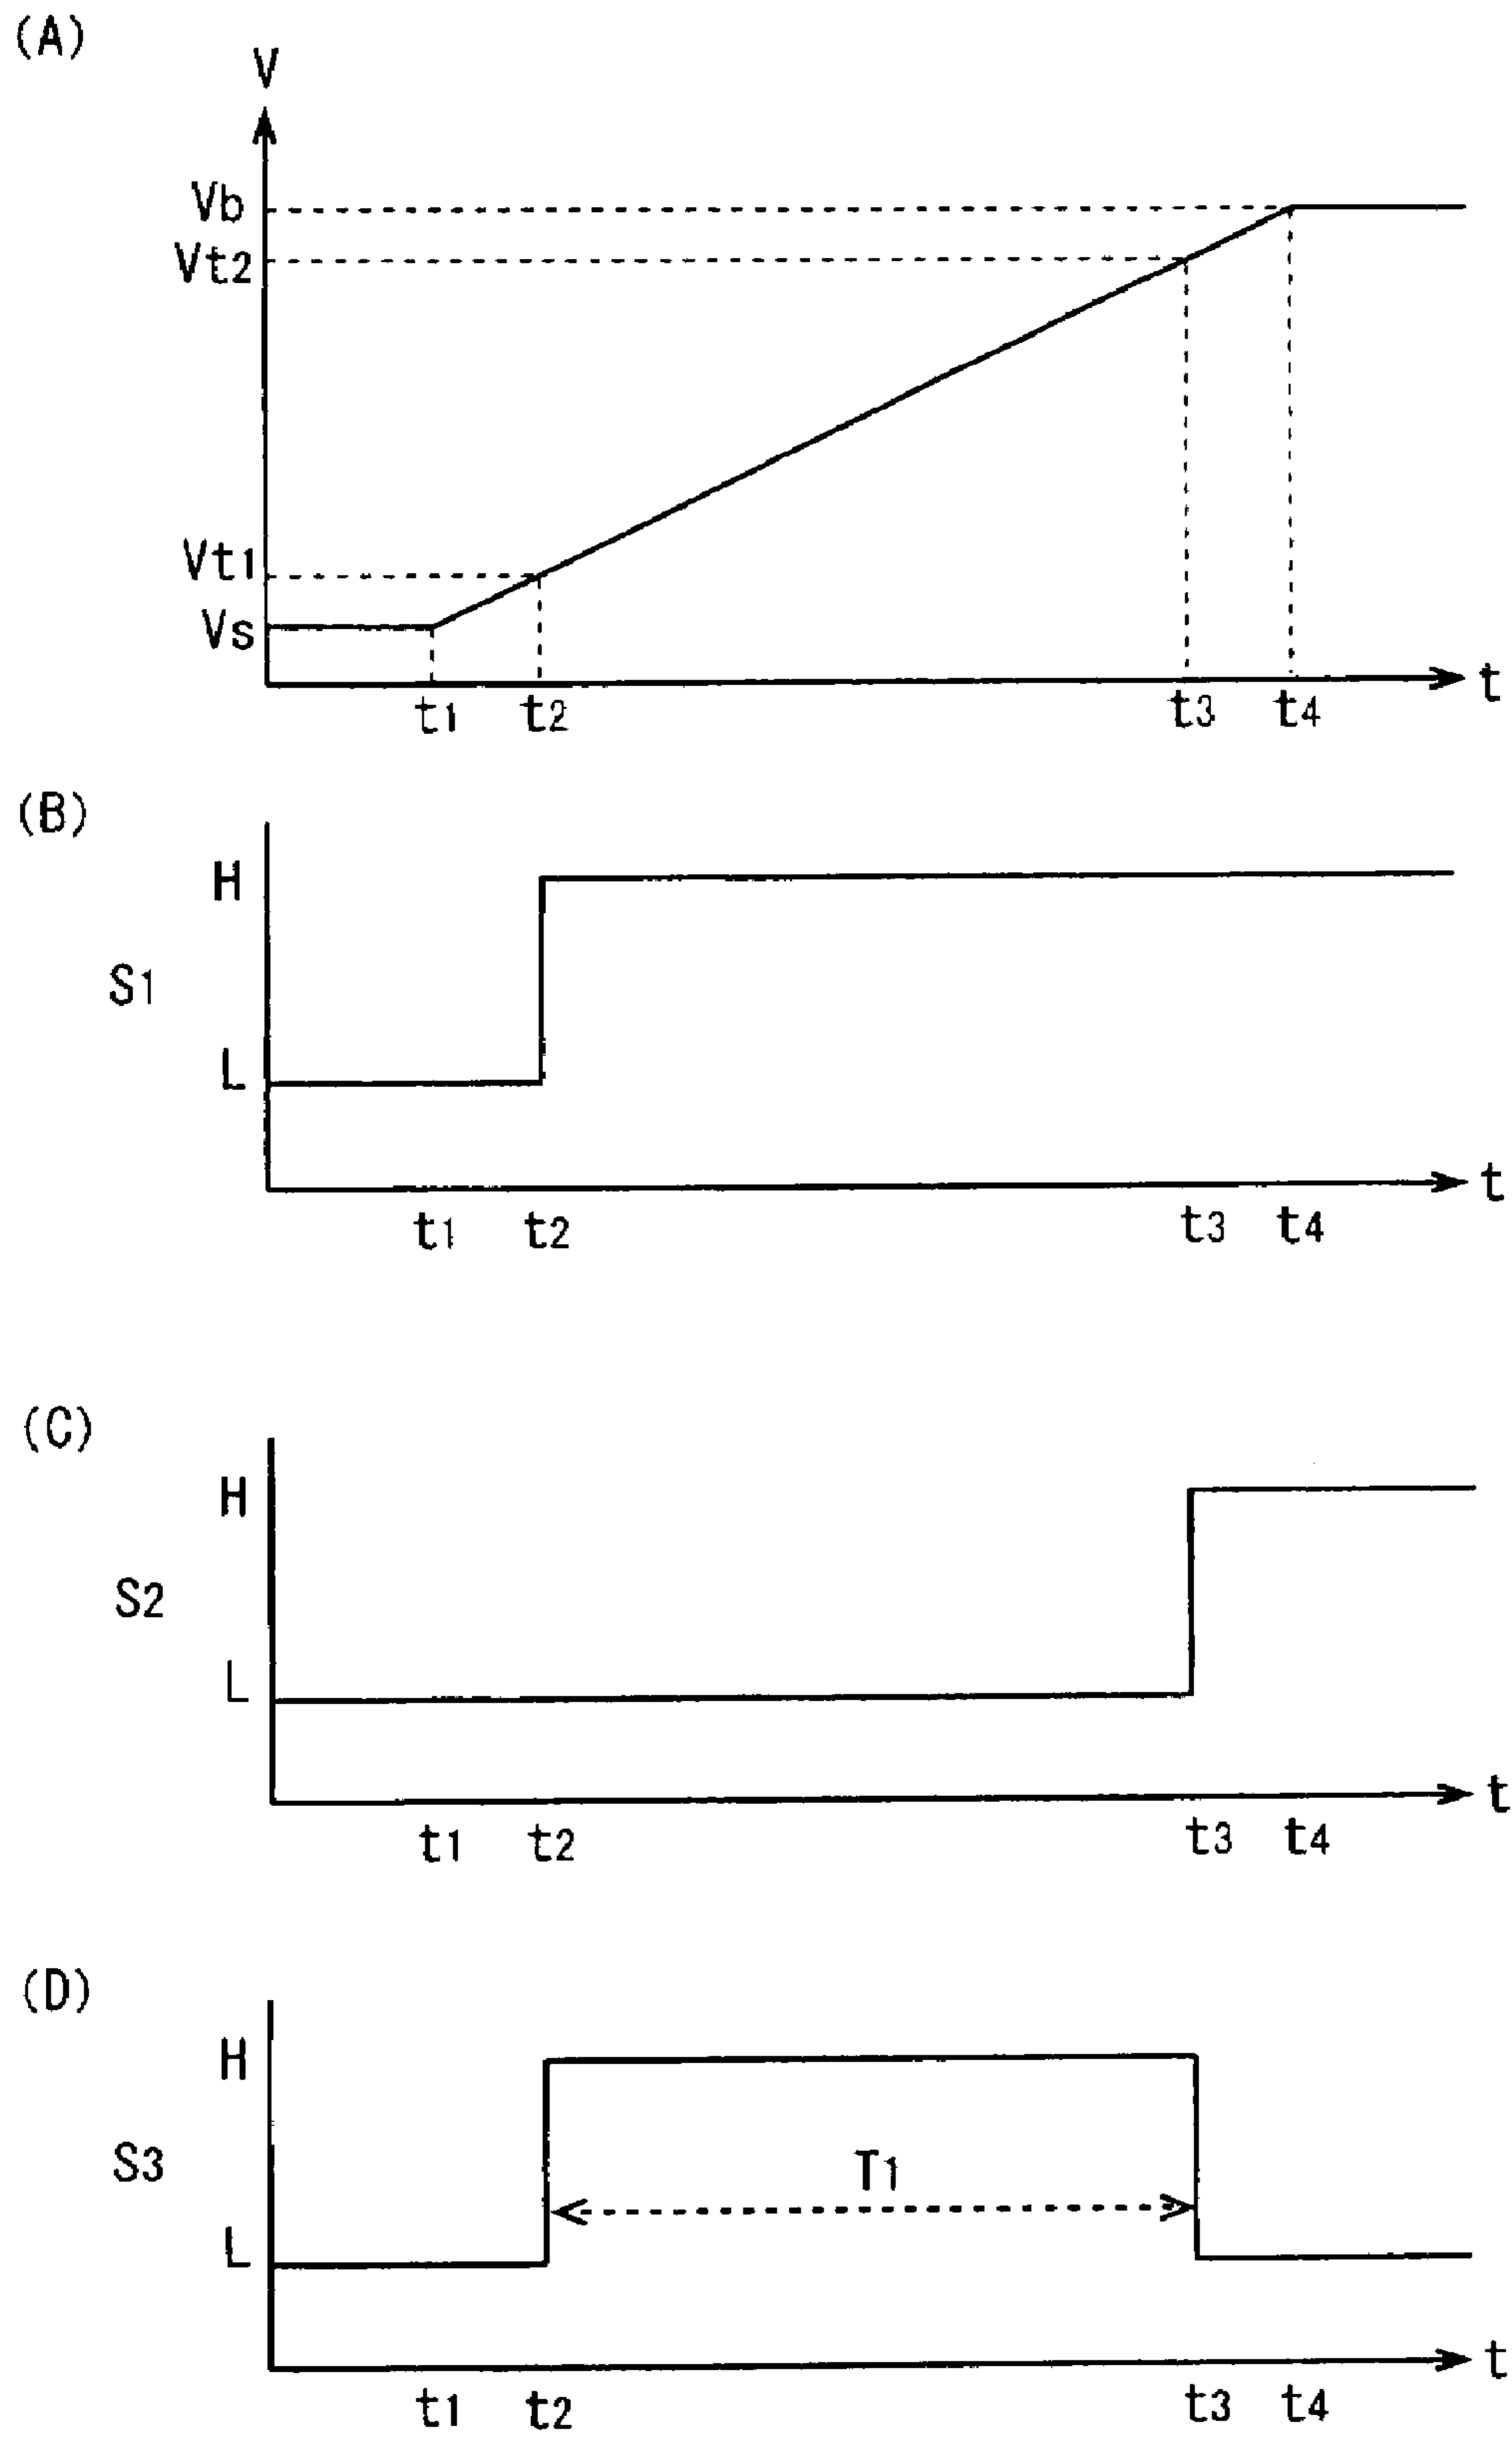 (A)
V
Vb
Vt2
Vt1
Vs
t1 t2 t3 t4 t
(B)
H
S1
L
t
t1 t2 t3 t4
(C)
H
S2
L
t
t1 t2 t3 t4
(D)
H
T1
S3
L
t
t1 t2 t3 t4